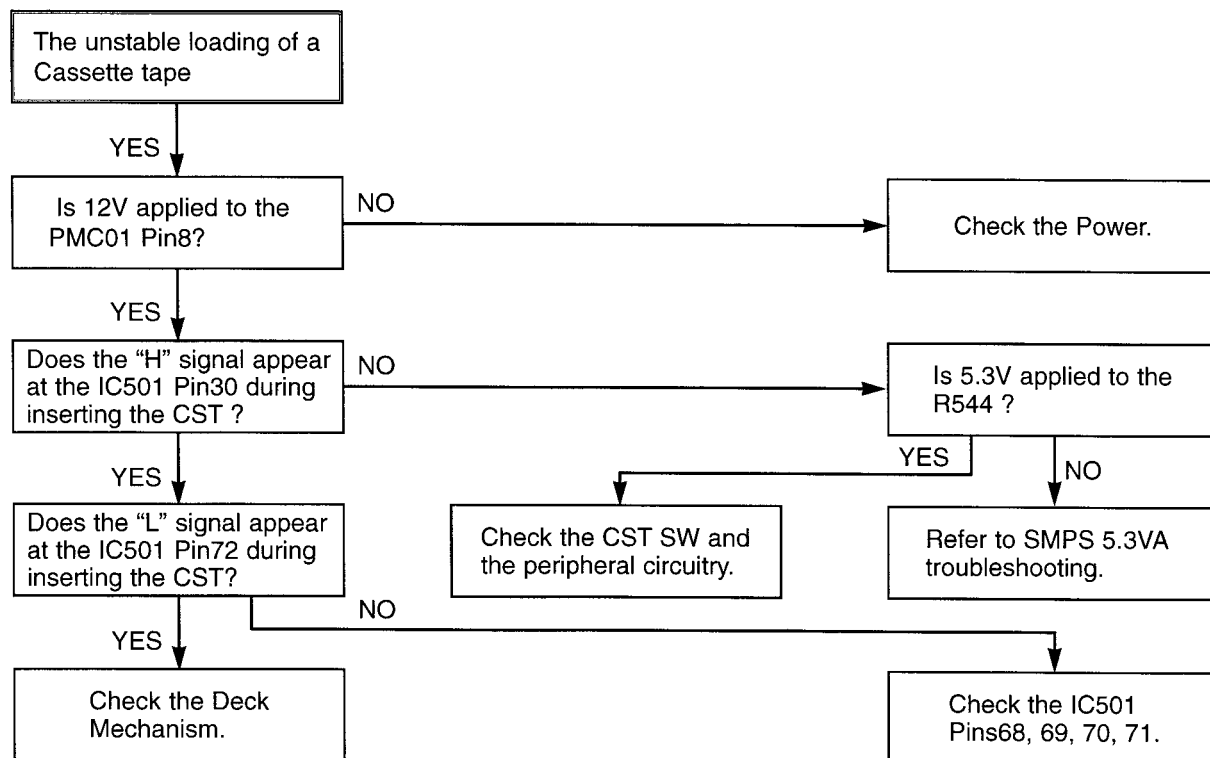 The unstable loading of a
Cassette tape
YES
Is 12V applied to the
PMC01 Pin8?
NO
Check the Power.
YES
Does the “H” signal appear
at the IC501 Pin30 during
inserting the CST ?
NO
Is 5.3V applied to the
R544 ?
YES
NO
YES
Does the “L” signal appear
at the IC501 Pin72 during
inserting the CST?
Check the CST SW and
the peripheral circuitry.
Refer to SMPS 5.3VA
troubleshooting.
NO
YES
Check the Deck
Mechanism.
Check the IC501
Pins68, 69, 70, 71.